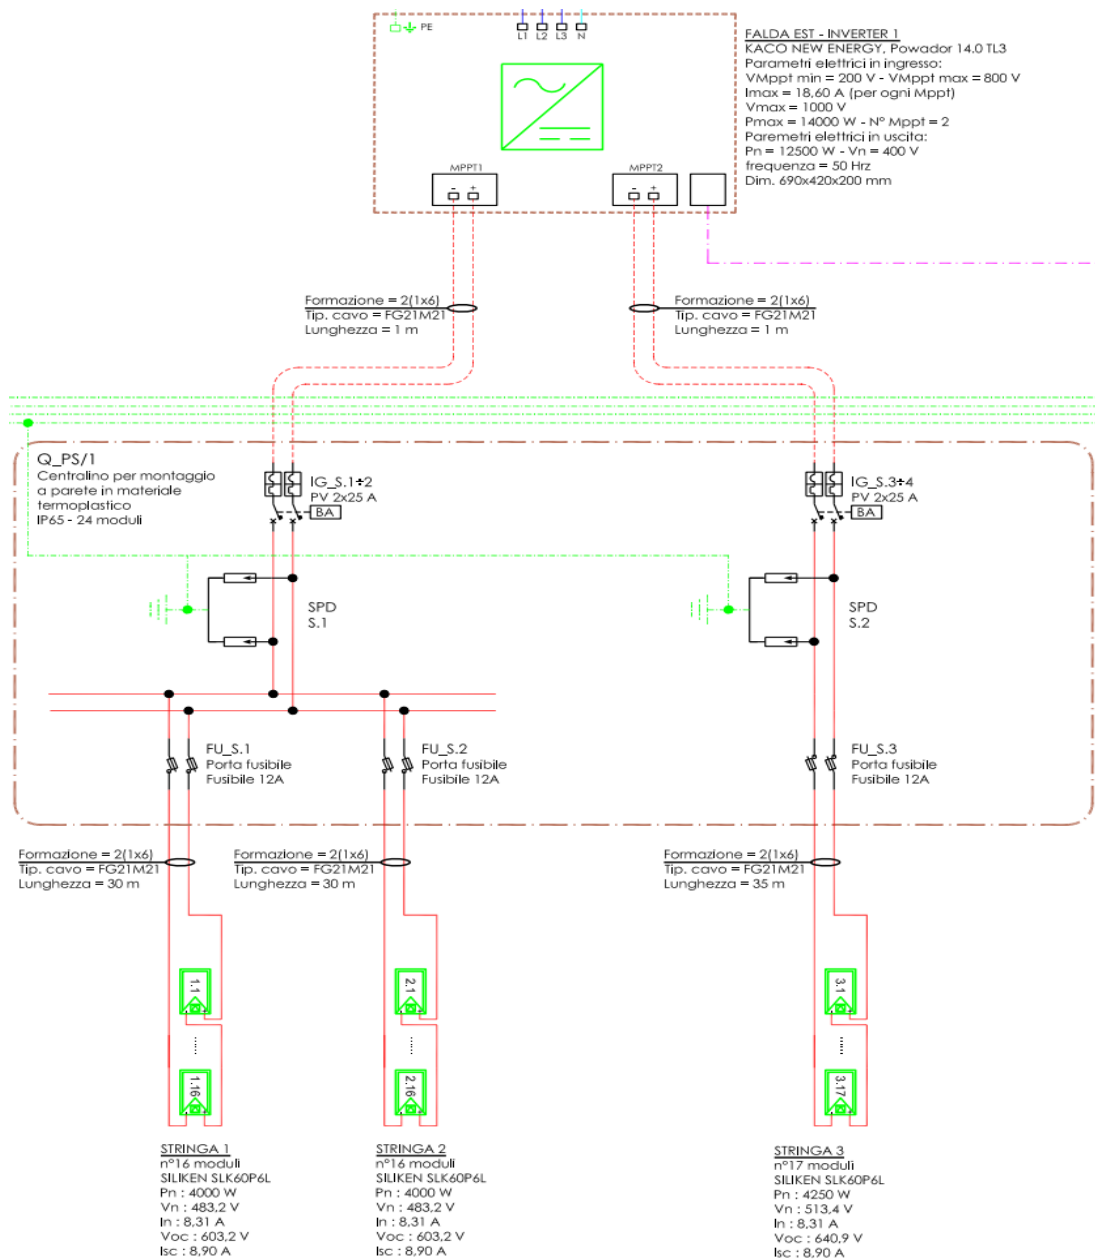 PE
L1 L2 L3 N
FALDA EST - INVERTER 1
KACO NEW ENERGY, Powador 14.0 TL3
Parametri elettrici in ingresso:
VMppt min = 200 V - VMppt max = 800 V
Imax = 18,60 A (per ogni Mppt)
Vmax = 1000 V
Pmax = 14000 W - N° Mppt = 2
Paremetri elettrici in uscita:
Pn = 12500 W - Vn = 400 V
frequenza = 50 Hrz
Dim. 690x420x200 mm
MPPT1
- +
MPPT2
- +
Formazione = 2(1x6)
Tip. cavo = FG21M21
Lunghezza = 1 m
Formazione = 2(1x6)
Tip. cavo = FG21M21
Lunghezza = 1 m
Q_PS/1
Centralino per montaggio
a parete in materiale
termoplastico
IP65 - 24 moduli
IG_S.1÷2
PV 2x25 A
BA
IG_S.3÷4
PV 2x25 A
BA
SPD
S.1
SPD
S.2
FU_S.1
Porta fusibile
Fusibile 12A
FU_S.2
Porta fusibile
Fusibile 12A
FU_S.3
Porta fusibile
Fusibile 12A
Formazione = 2(1x6)
Tip. cavo = FG21M21
Lunghezza = 30 m
Formazione = 2(1x6)
Tip. cavo = FG21M21
Lunghezza = 30 m
Formazione = 2(1x6)
Tip. cavo = FG21M21
Lunghezza = 35 m
1.1
2.1
3.1
1.16
2.16
3.17
STRINGA 1
n°16 moduli
SILIKEN SLK60P6L
Pn : 4000 W
Vn : 483,2 V
In : 8,31 A
Voc : 603,2 V
Isc : 8,90 A
STRINGA 2
n°16 moduli
SILIKEN SLK60P6L
Pn : 4000 W
Vn : 483,2 V
In : 8,31 A
Voc : 603,2 V
Isc : 8,90 A
STRINGA 3
n°17 moduli
SILIKEN SLK60P6L
Pn : 4250 W
Vn : 513,4 V
In : 8,31 A
Voc : 640,9 V
Isc : 8,90 A